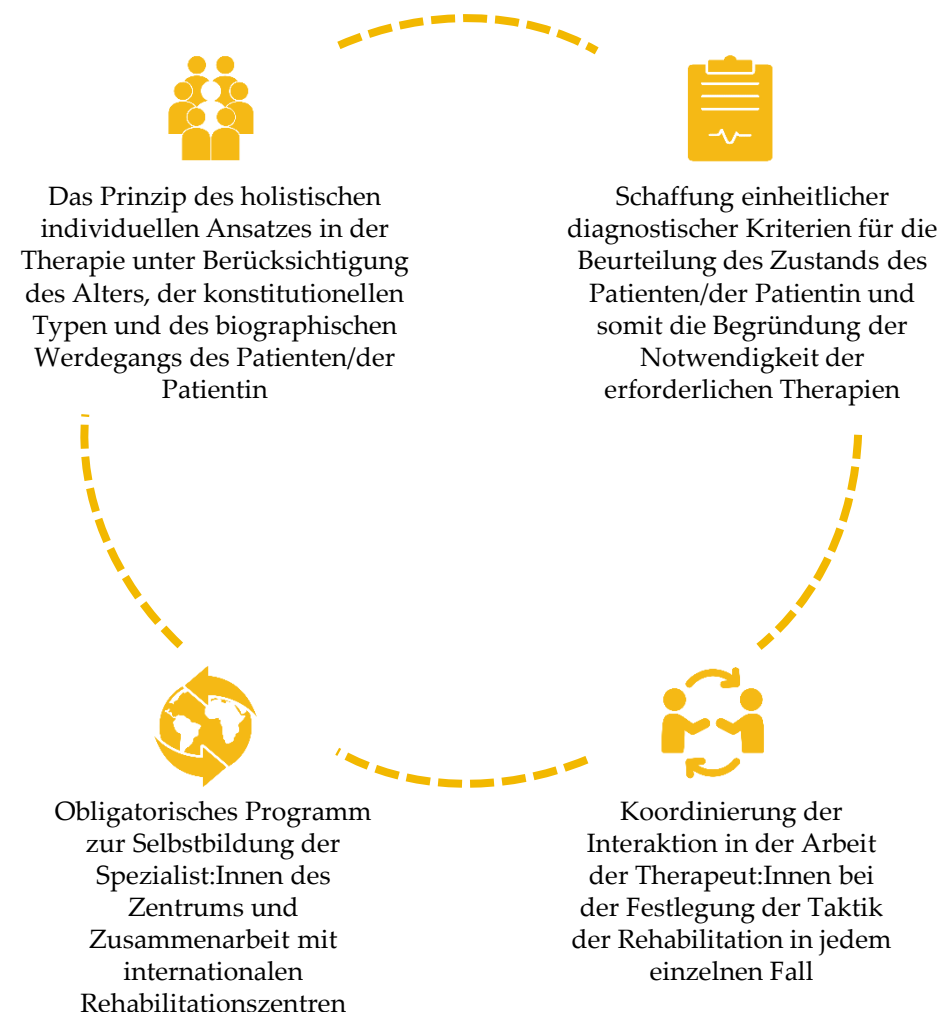 Das Prinzip des holistischen
individuellen Ansatzes in der
Therapie unter Berücksichtigung
des Alters, der konstitutionellen
Typen und des biographischen
Werdegangs des Patienten/der
Patientin
Schaffung einheitlicher
diagnostischer Kriterien für die
Beurteilung des Zustands des
Patienten/der Patientin und
somit die Begründung der
Notwendigkeit der
erforderlichen Therapien
Obligatorisches Programm
zur Selbstbildung der
Spezialist:Innen des
Zentrums und
Zusammenarbeit mit
internationalen
Rehabilitationszentren
Koordinierung der
Interaktion in der Arbeit
der Therapeut:Innen bei
der Festlegung der Taktik
der Rehabilitation in jedem
einzelnen Fall